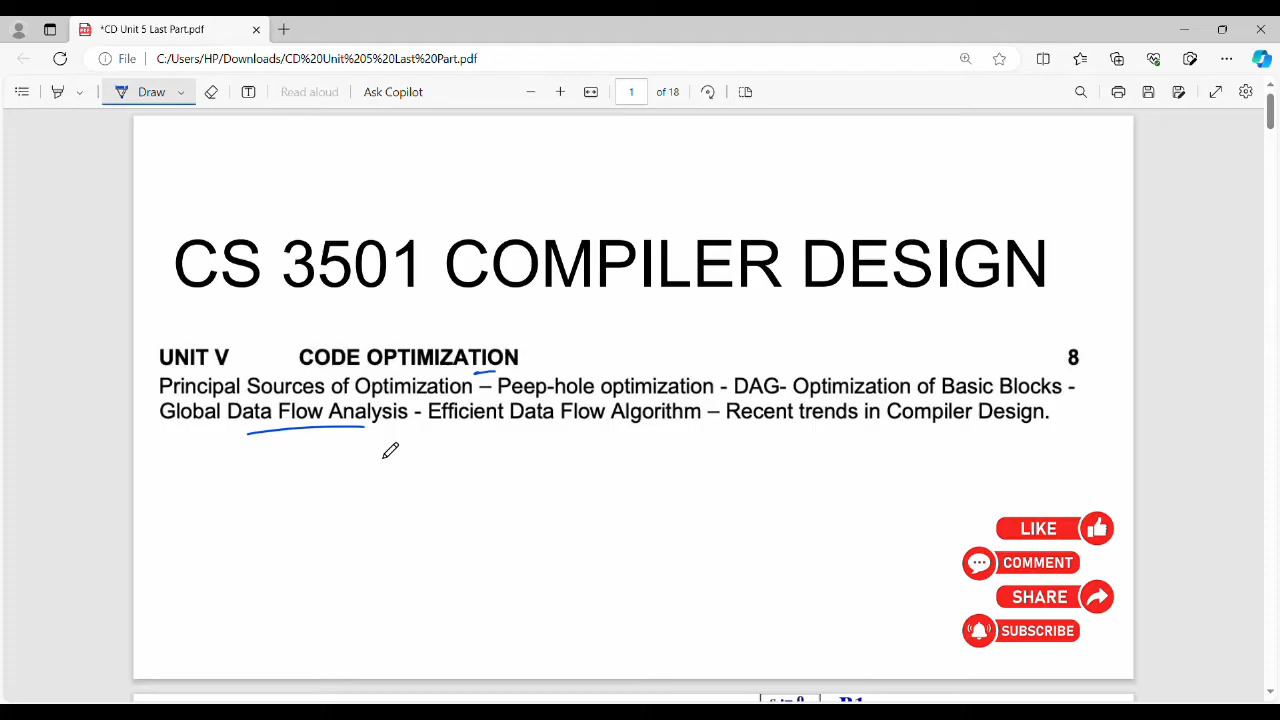 *CD Unit 5 Last Part.pdf
File C:/Users/HP/Downloads/CD%20Unit%205%20Last%20Part.pdf
Draw Read aloud Ask Copilot 1 of 18
CS 3501 COMPILER DESIGN
UNIT V CODE OPTIMIZATION 8
Principal Sources of Optimization – Peep-hole optimization - DAG- Optimization of Basic Blocks -
Global Data Flow Analysis - Efficient Data Flow Algorithm – Recent trends in Compiler Design.
LIKE
COMMENT
SHARE
SUBSCRIBE